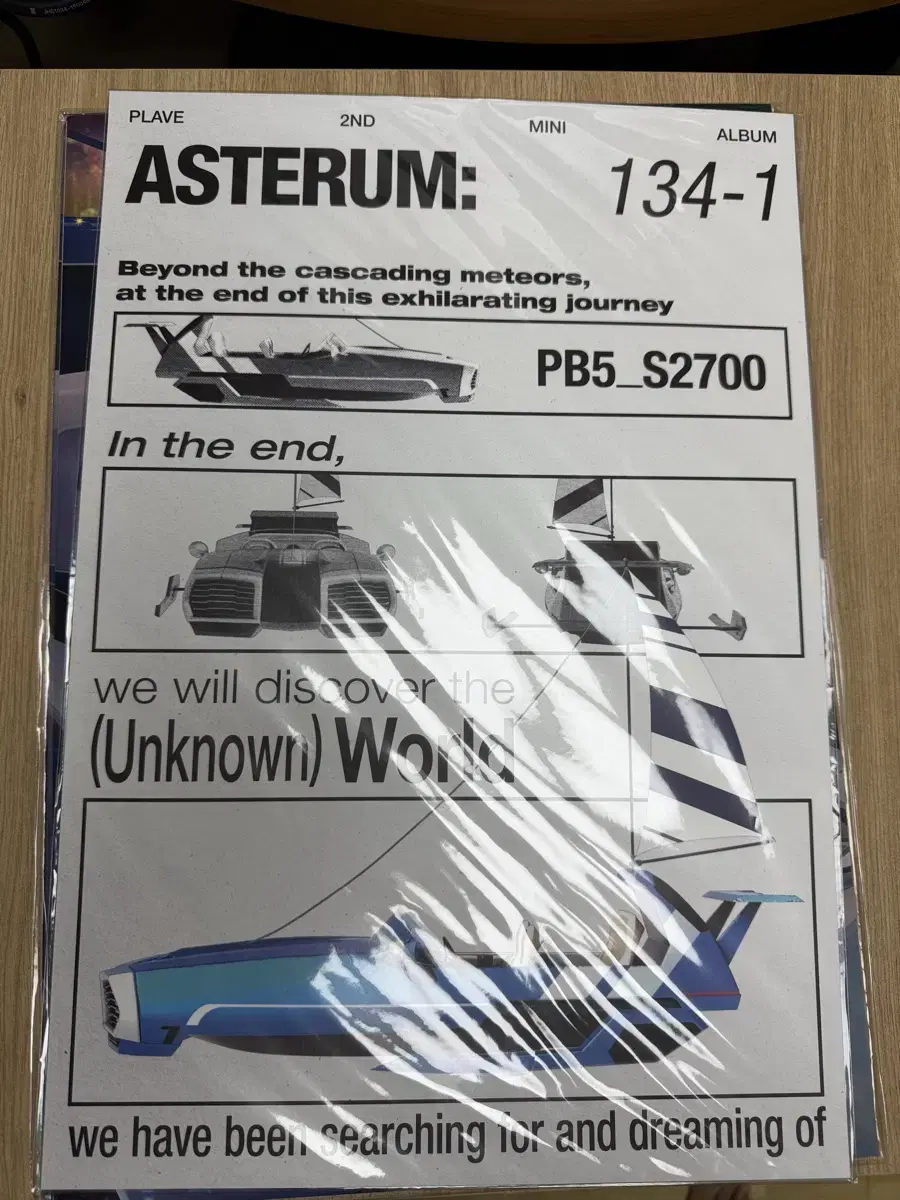 PLAVE 2ND MINI ALBUM
ASTERUM: 134-1
Beyond the cascading meteors,
at the end of this exhilarating journey
PB5_S2700
In the end,
we will discover the
(Unknown) World
7
we have been searching for and dreaming of